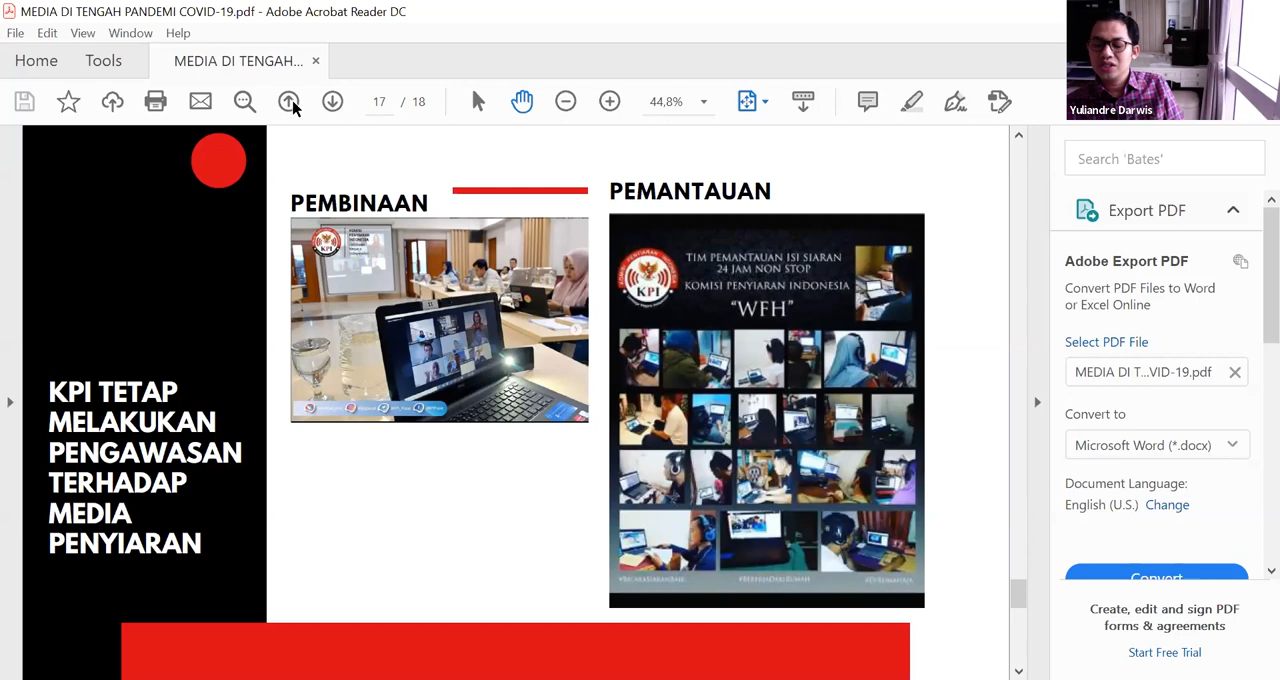 MEDIA DI TENGAH PANDEMI COVID-19.pdf - Adobe Acrobat Reader DC
File Edit View Window Help
Home Tools MEDIA DI TENGAH... ×
17 / 18 44,8%
Yuliandre Darwis
KPI TETAP
MELAKUKAN
PENGAWASAN
TERHADAP
MEDIA
PENYIARAN
PEMBINAAN
KPI
PEMANTAUAN
KPI
TIM PEMANTAUAN ISI SIARAN
24 JAM NON STOP
KOMISI PENYIARAN INDONESIA
"WFH"
#BEKERJADARIRUMAH
Search 'Bates'
Export PDF
Adobe Export PDF
Convert PDF Files to Word
or Excel Online
Select PDF File
MEDIA DI T...VID-19.pdf
Convert to
Microsoft Word (*.docx)
Document Language:
English (U.S.) Change
Convert
Create, edit and sign PDF
forms & agreements
Start Free Trial